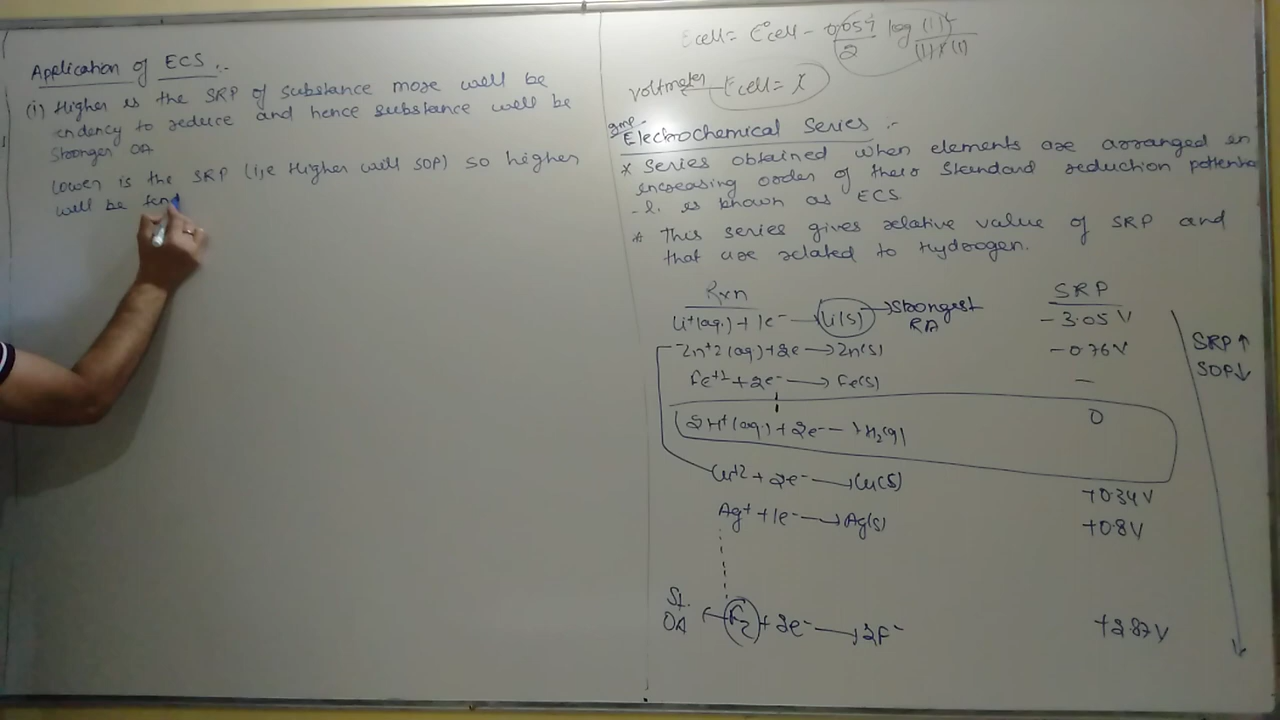 Application of ECS :-
(i) Higher is the SRP of substance more will be
tendency to reduce and hence substance will be
Stronger OA
Lower is the SRP (i,e Higher will SOP) so higher
will be ten
Ecell = E°cell - 0.059/2 log (1)/(1)×(1)
voltmeter Ecell = X
Imp
Electrochemical Series :-
* Series obtained when elements are arranged in
increasing order of their Standard reduction potentia
-l. is known as ECS.
* This series gives relative value of SRP and
that are related to Hydrogen.
Rxn SRP
Li+(aq.) + 1e- → Li(s) → Strongest RA -3.05 V
Zn+2(aq) + 2e → Zn(s) -0.76V
SRP↑
SOP↓
Fe+2 + 2e- → Fe(s) —
2H+(aq.) + 2e- → H2(g) 0
Cu+2 + 2e- → Cu(s) +0.34V
Ag+ + 1e- → Ag(s) +0.8V
St.
OA F2 + 2e- → 2F- +2.87V